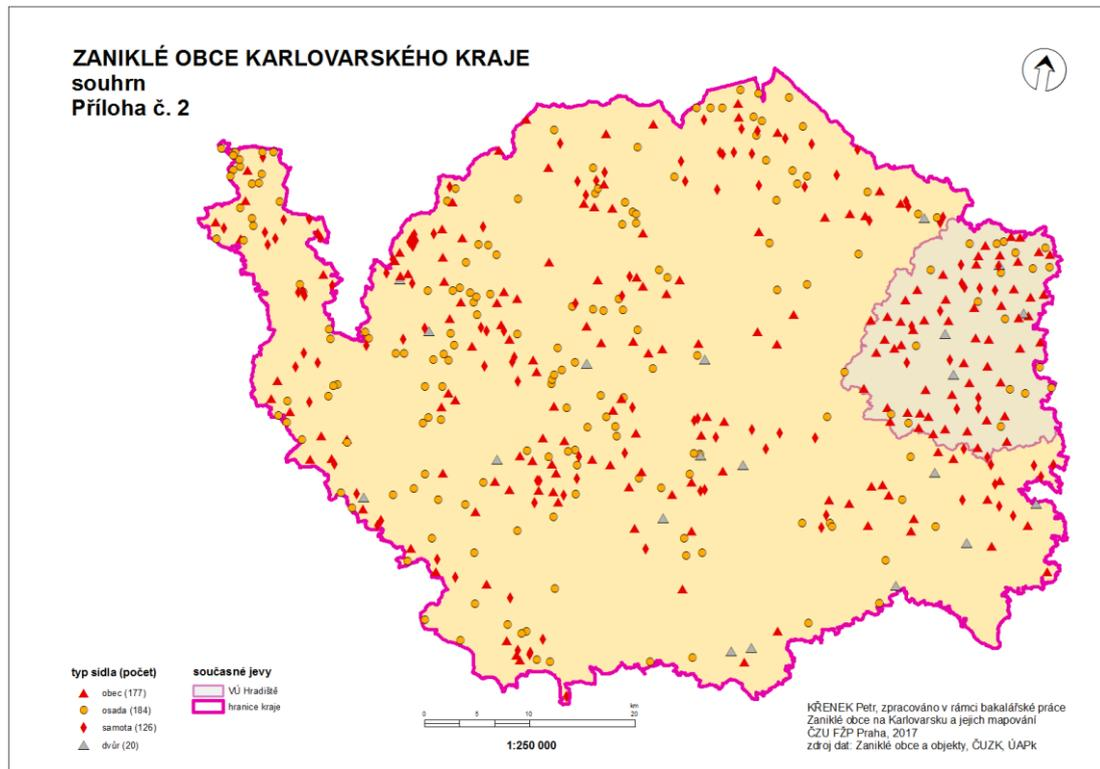 ZANIKLÉ OBCE KARLOVARSKÉHO KRAJE
souhrn
Příloha č. 2
typ sídla (počet)
obec (177)
osada (184)
samota (126)
dvůr (20)
současné jevy
VÚ Hradiště
hranice kraje
km
0 5 10 20
1:250 000
KŘENEK Petr, zpracováno v rámci bakalářské práce
Zaniklé obce na Karlovarsku a jejich mapování
ČZU FŽP Praha, 2017
zdroj dat: Zaniklé obce a objekty, ČUZK, ÚAPk